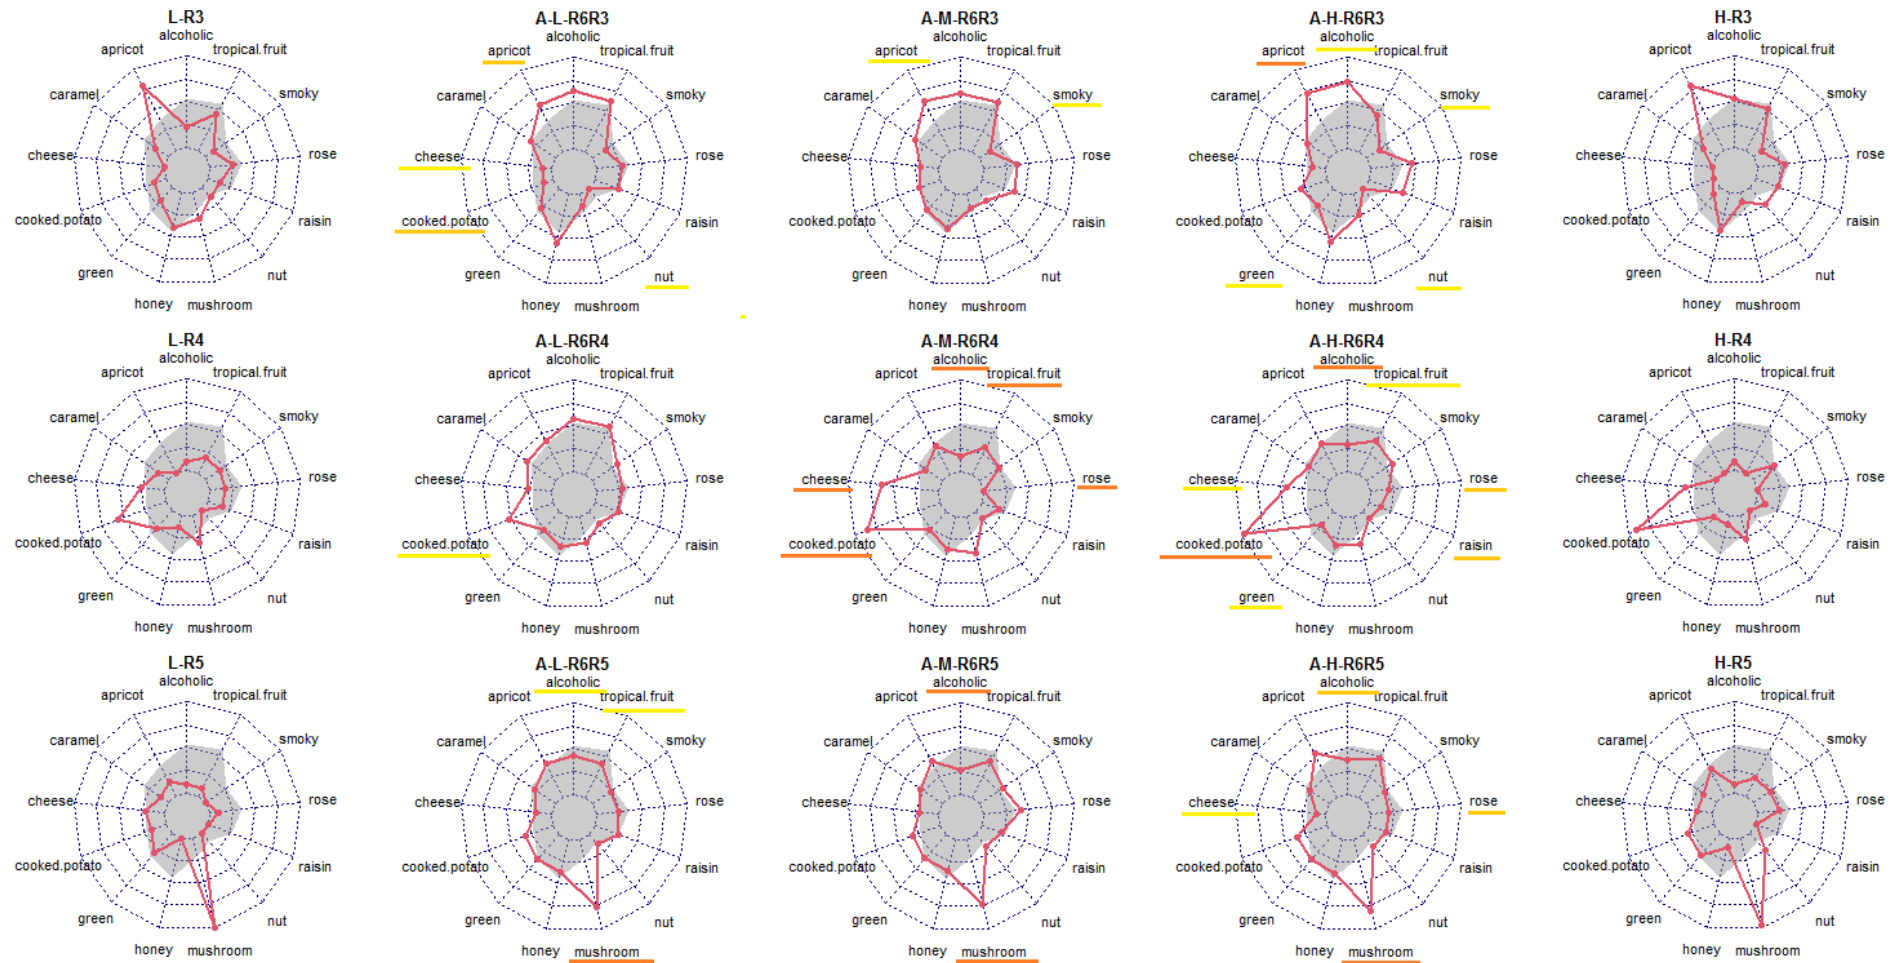 L-R3
alcoholic
apricot tropical.fruit
caramel smoky
cheese rose
cooked.potato raisin
green nut
honey mushroom
A-L-R6R3
alcoholic
apricot tropical.fruit
caramel smoky
cheese rose
cooked.potato raisin
green nut
honey mushroom
A-M-R6R3
alcoholic
apricot tropical.fruit
caramel smoky
cheese rose
cooked.potato raisin
green nut
honey mushroom
A-H-R6R3
alcoholic
apricot tropical.fruit
caramel smoky
cheese rose
cooked.potato raisin
green nut
honey mushroom
H-R3
alcoholic
apricot tropical.fruit
caramel smoky
cheese rose
cooked.potato raisin
green nut
honey mushroom
L-R4
alcoholic
apricot tropical.fruit
caramel smoky
cheese rose
cooked.potato raisin
green nut
honey mushroom
A-L-R6R4
alcoholic
apricot tropical.fruit
caramel smoky
cheese rose
cooked.potato raisin
green nut
honey mushroom
A-M-R6R4
alcoholic
apricot tropical.fruit
caramel smoky
cheese rose
cooked.potato raisin
green nut
honey mushroom
A-H-R6R4
alcoholic
apricot tropical.fruit
caramel smoky
cheese rose
cooked.potato raisin
green nut
honey mushroom
H-R4
alcoholic
apricot tropical.fruit
caramel smoky
cheese rose
cooked.potato raisin
green nut
honey mushroom
L-R5
alcoholic
apricot tropical.fruit
caramel smoky
cheese rose
cooked.potato raisin
green nut
honey mushroom
A-L-R6R5
alcoholic
apricot tropical.fruit
caramel smoky
cheese rose
cooked.potato raisin
green nut
honey mushroom
A-M-R6R5
alcoholic
apricot tropical.fruit
caramel smoky
cheese rose
cooked.potato raisin
green nut
honey mushroom
A-H-R6R5
alcoholic
apricot tropical.fruit
caramel smoky
cheese rose
cooked.potato raisin
green nut
honey mushroom
H-R5
alcoholic
apricot tropical.fruit
caramel smoky
cheese rose
cooked.potato raisin
green nut
honey mushroom